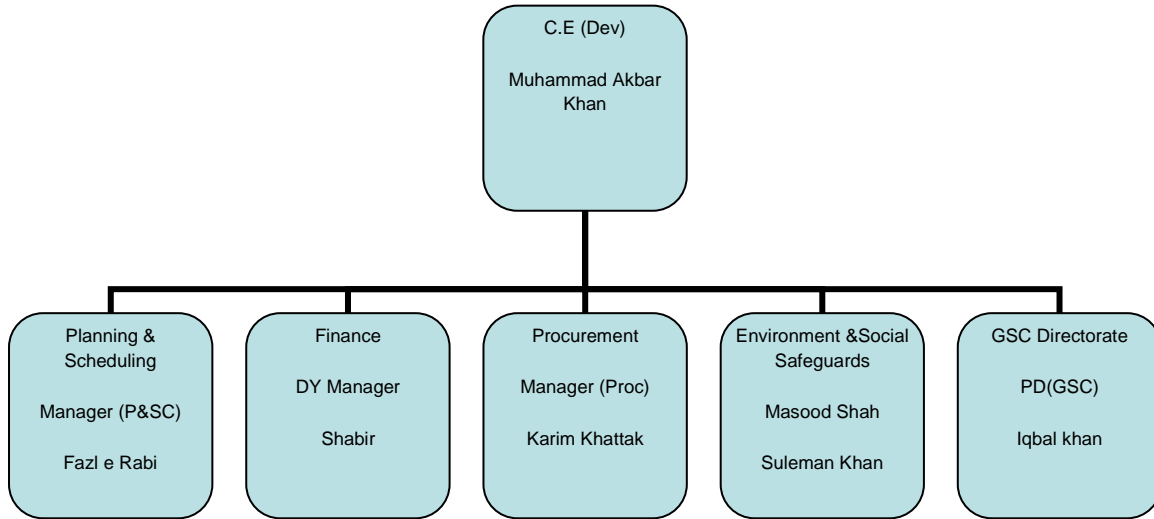 C.E (Dev)
Muhammad Akbar
Khan
Planning &
Scheduling
Manager (P&SC)
Fazl e Rabi
Finance
DY Manager
Shabir
Procurement
Manager (Proc)
Karim Khattak
Environment &Social
Safeguards
Masood Shah
Suleman Khan
GSC Directorate
PD(GSC)
Iqbal khan